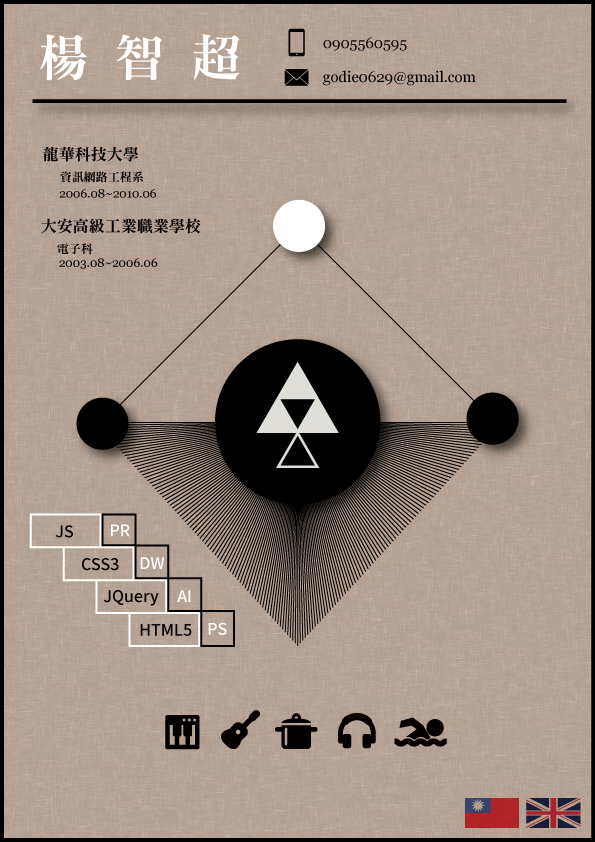 楊智超
0905560595
godie0629@gmail.com
龍華科技大學
資訊網路工程系
2006.08~2010.06
大安高級工業職業學校
電子科
2003.08~2006.06
JS PR
CSS3 DW
JQuery AI
HTML5 PS